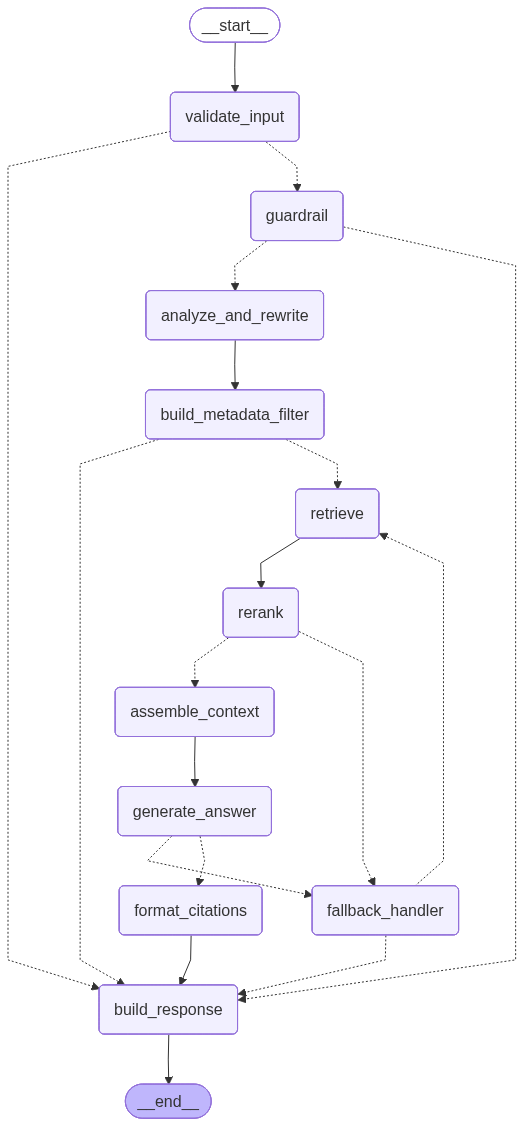 __start__
validate_input
guardrail
analyze_and_rewrite
build_metadata_filter
retrieve
rerank
assemble_context
generate_answer
format_citations
fallback_handler
build_response
__end__